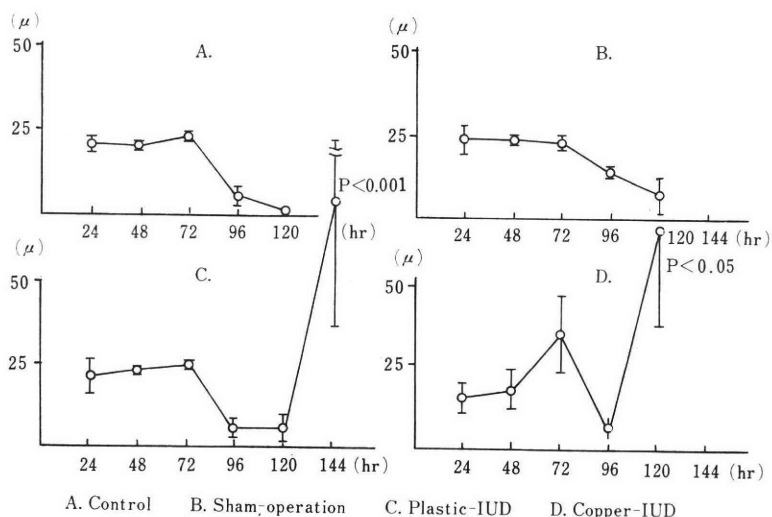 (μ)
50
25
A.
P<0.001
24 48 72 96 120 (hr)
(μ)
50
25
B.
24 48 72 96 120 144 (hr)
(μ)
50
25
C.
24 48 72 96 120 144 (hr)
(μ)
50
25
D.
P<0.05
24 48 72 96 120 144 (hr)
A. Control B. Sham-operation C. Plastic-IUD D. Copper-IUD